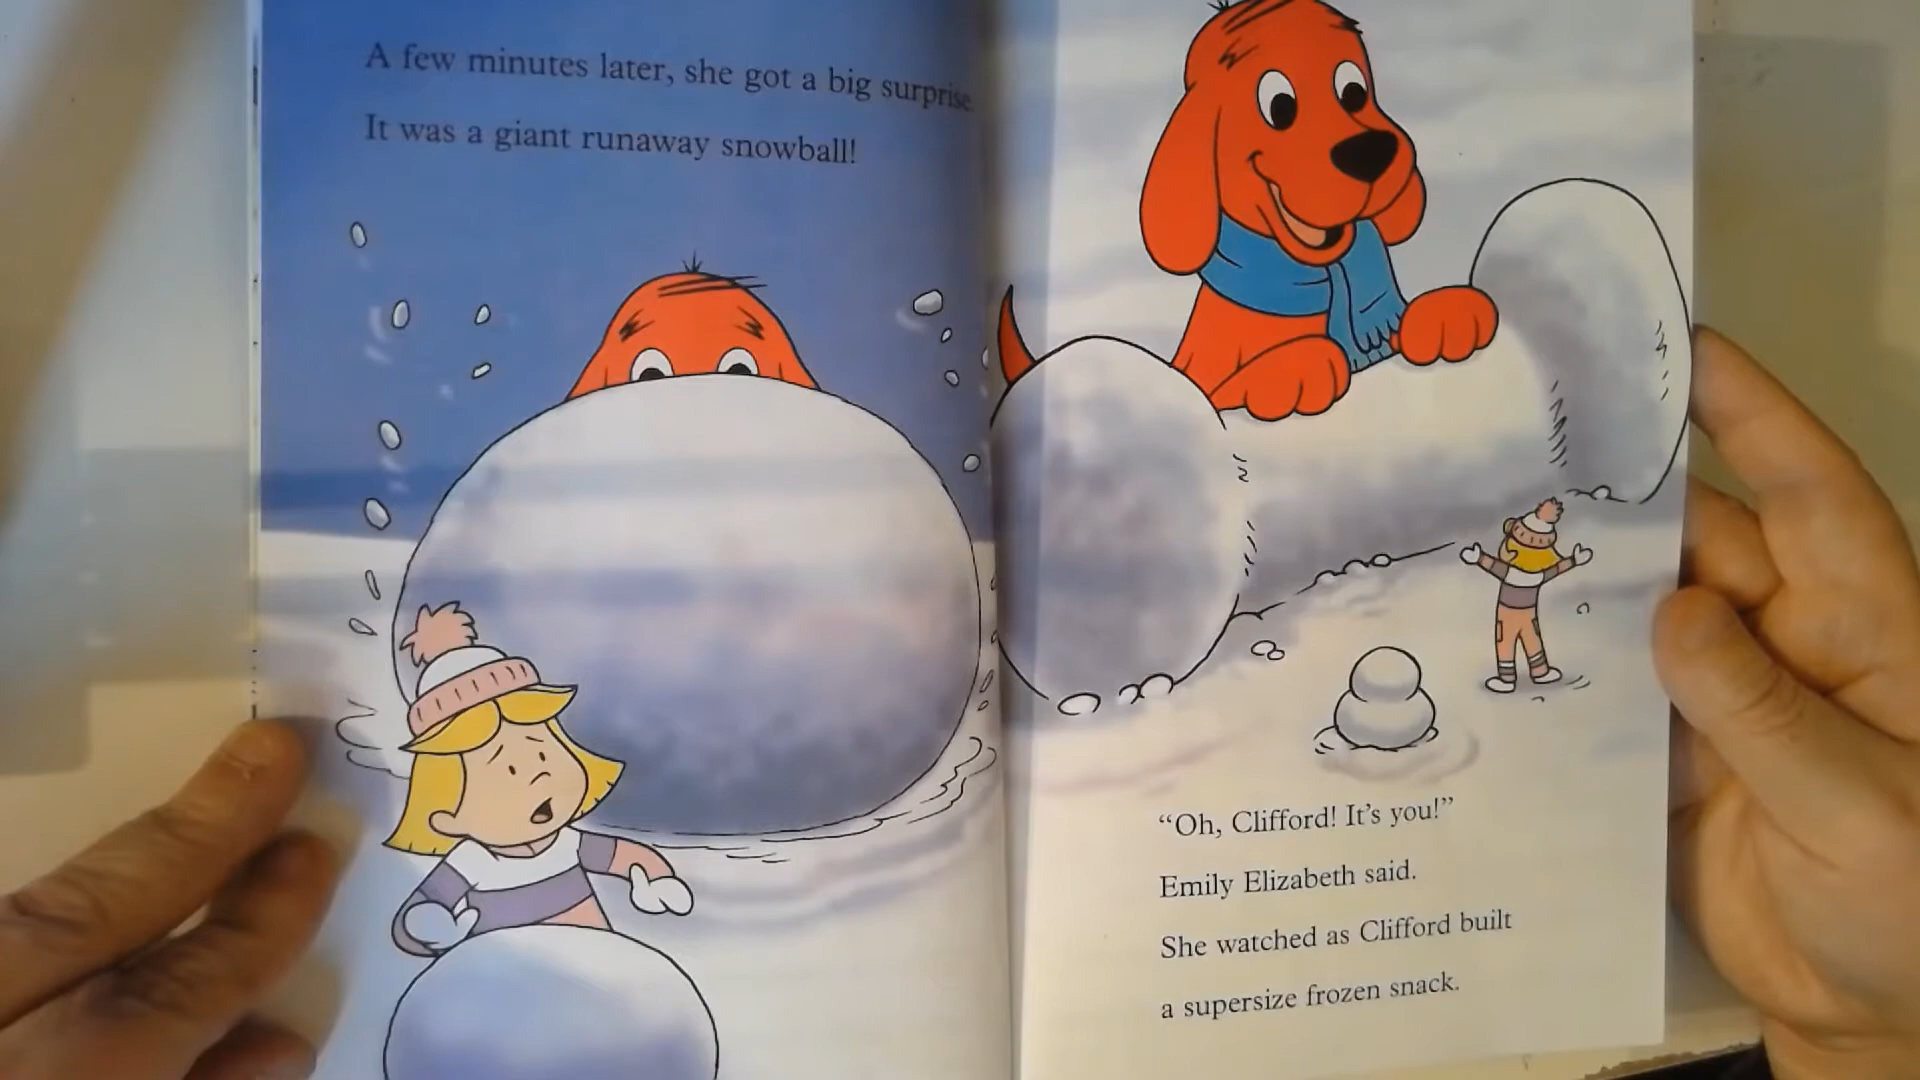 A few minutes later, she got a big surprise.
It was a giant runaway snowball!
“Oh, Clifford! It’s you!”
Emily Elizabeth said.
She watched as Clifford built
a supersize frozen snack.